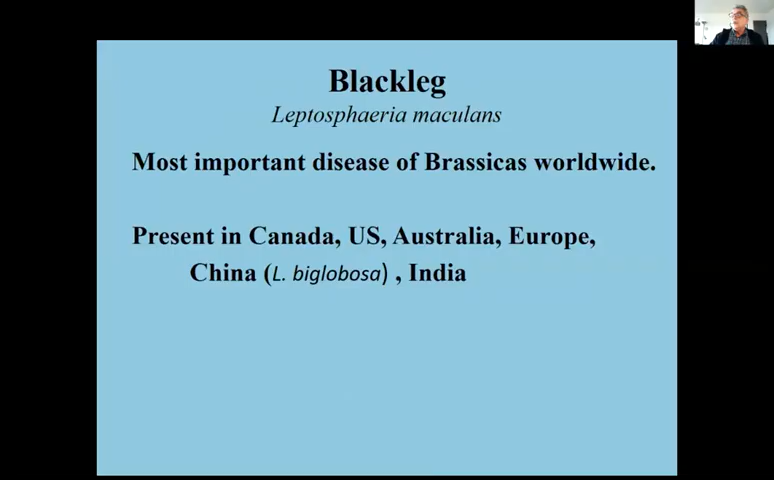 Blackleg
Leptosphaeria maculans
Most important disease of Brassicas worldwide.
Present in Canada, US, Australia, Europe,
China (L. biglobosa) , India